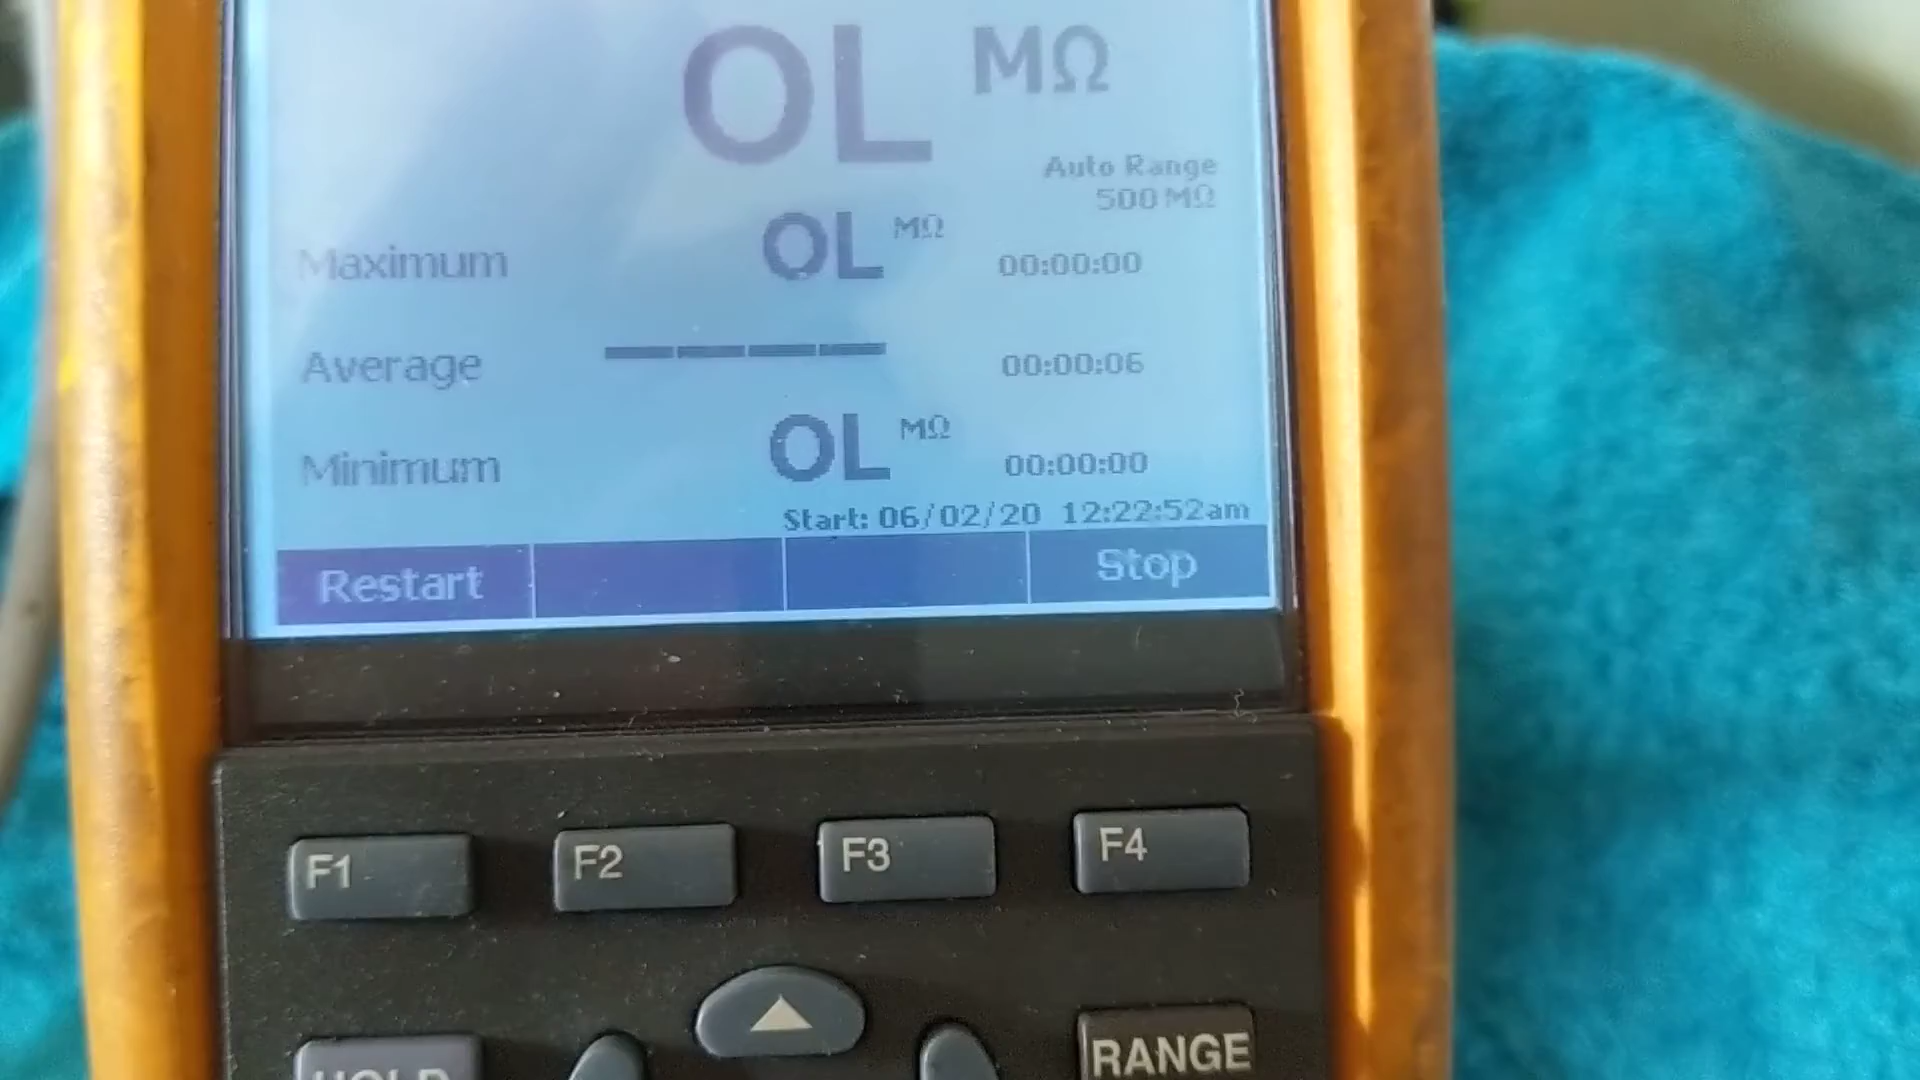 OL MΩ
Auto Range
500 MΩ
Maximum OL MΩ 00:00:00
Average ---- 00:00:06
Minimum OL MΩ 00:00:00
Start: 06/02/20 12:22:52am
Restart Stop
F1 F2 F3 F4
HOLD RANGE